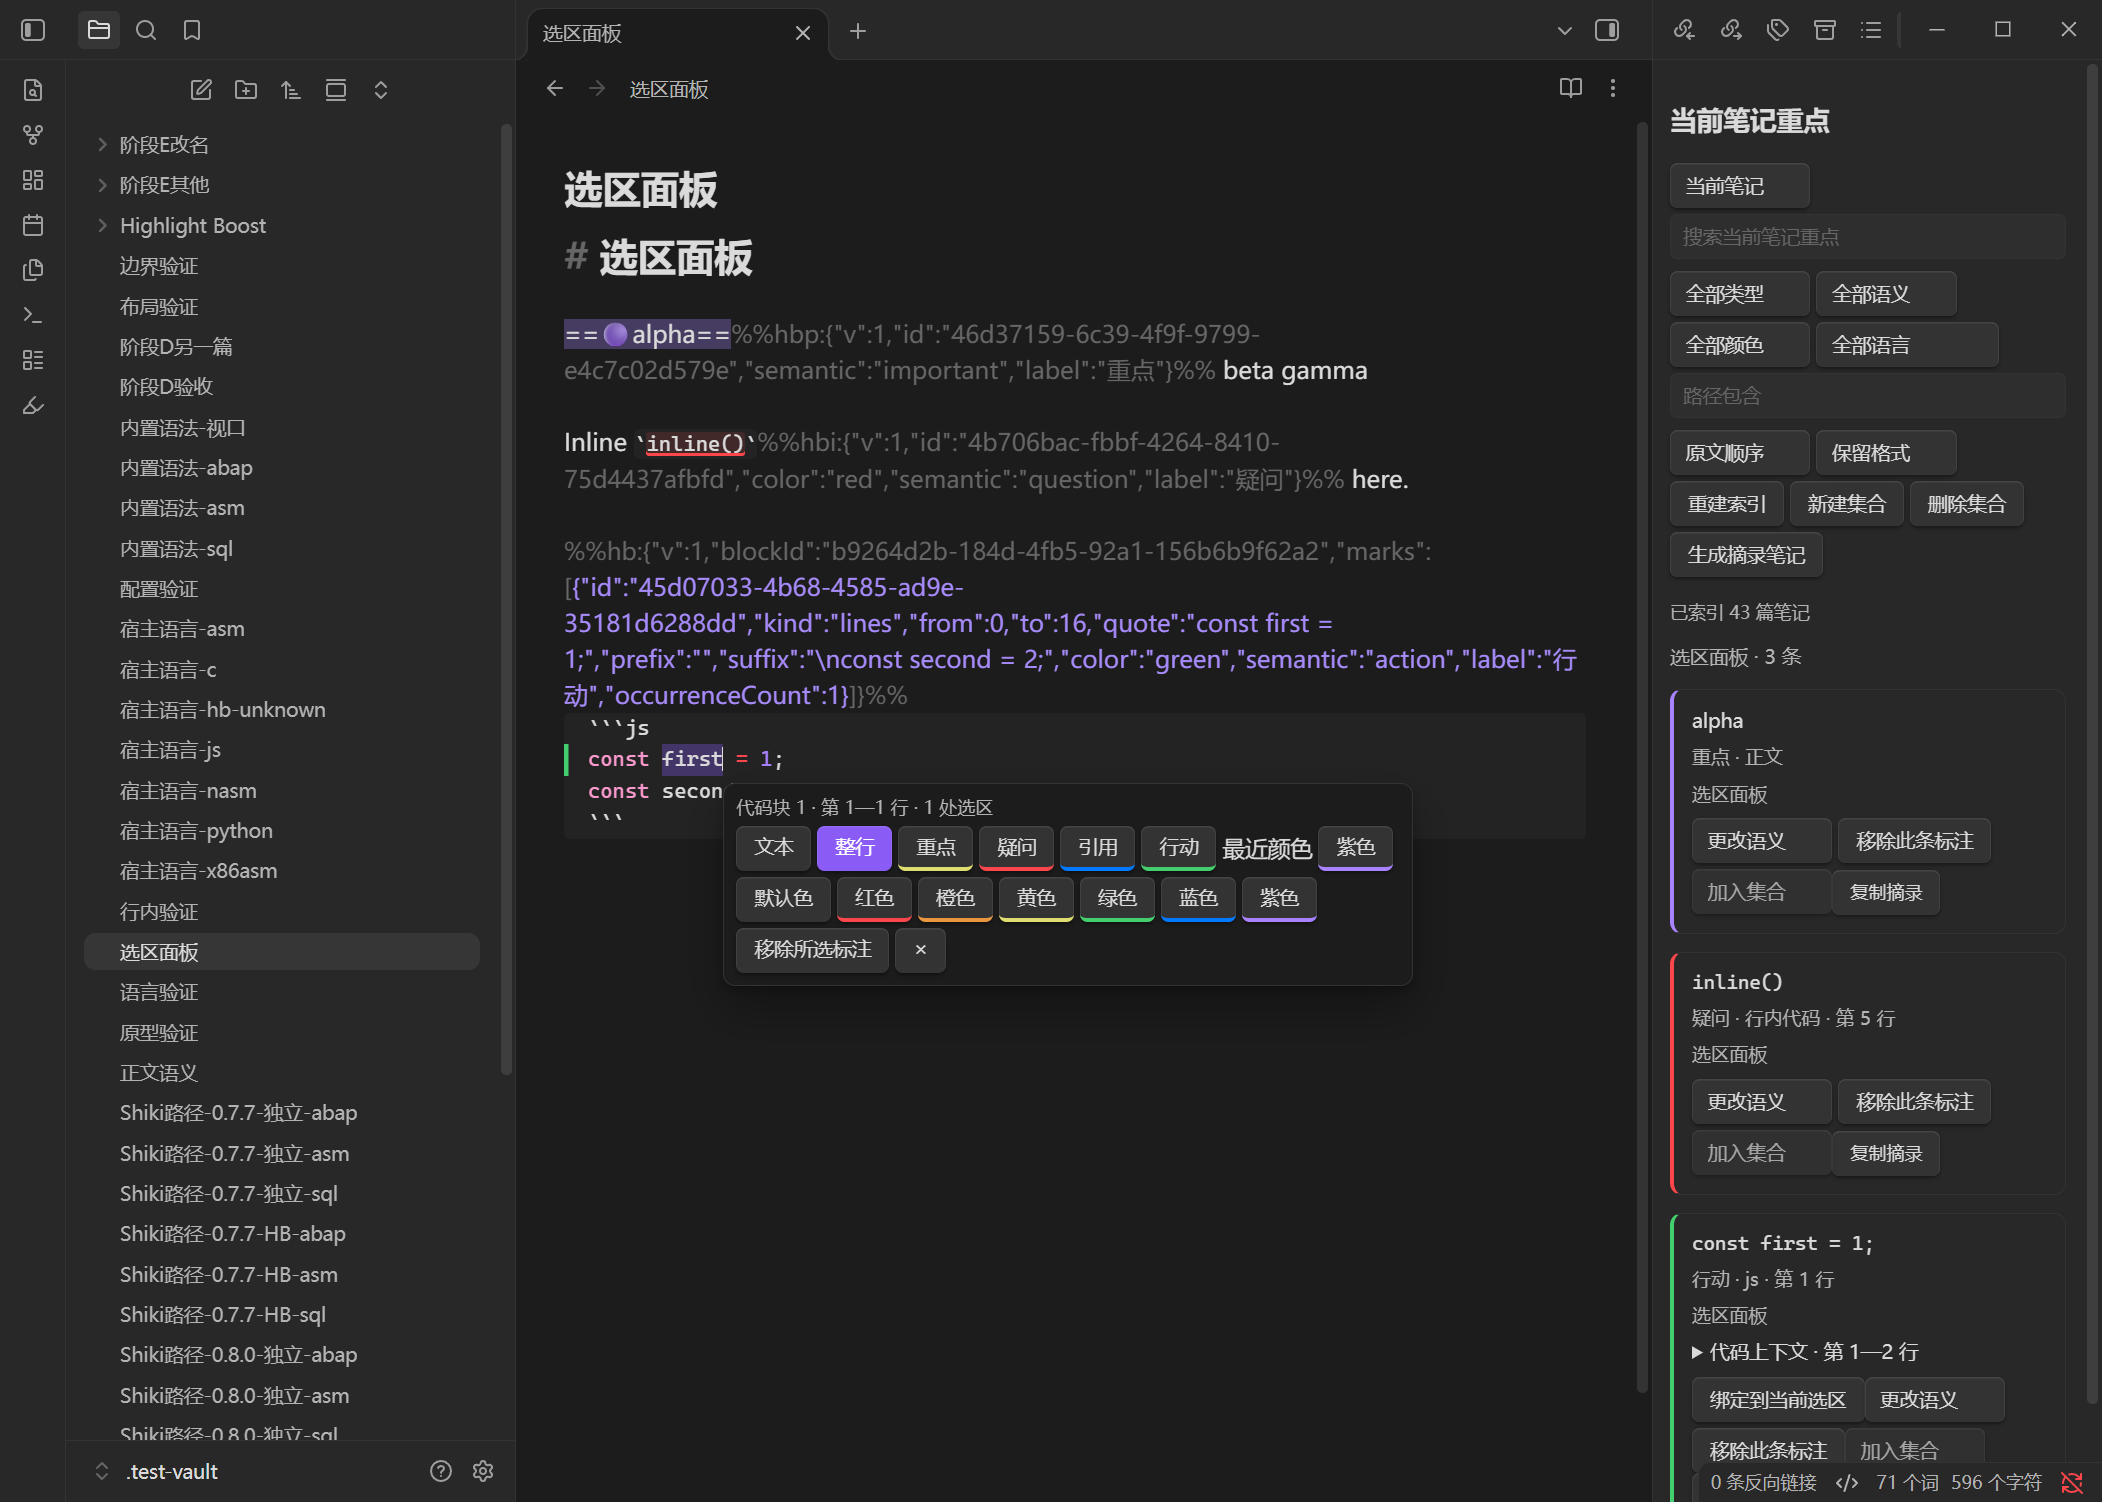 阶段E改名
阶段E其他
Highlight Boost
边界验证
布局验证
阶段D另一篇
阶段D验收
内置语法-视口
内置语法-abap
内置语法-asm
内置语法-sql
配置验证
宿主语言-asm
宿主语言-c
宿主语言-hb-unknown
宿主语言-js
宿主语言-nasm
宿主语言-python
宿主语言-x86asm
行内验证
选区面板
语言验证
原型验证
正文语义
Shiki路径-0.7.7-独立-abap
Shiki路径-0.7.7-独立-asm
Shiki路径-0.7.7-独立-sql
Shiki路径-0.7.7-HB-abap
Shiki路径-0.7.7-HB-asm
Shiki路径-0.7.7-HB-sql
Shiki路径-0.8.0-独立-abap
Shiki路径-0.8.0-独立-asm
Shiki路径-0.8.0-独立-sql
.test-vault
选区面板
选区面板
选区面板
# 选区面板
==🟣alpha==%%hbp:{"v":1,"id":"46d37159-6c39-4f9f-9799-
e4c7c02d579e","semantic":"important","label":"重点"}%% beta gamma
Inline `inline()`%%hbi:{"v":1,"id":"4b706bac-fbbf-4264-8410-
75d4437afbfd","color":"red","semantic":"question","label":"疑问"}%% here.
%%hb:{"v":1,"blockId":"b9264d2b-184d-4fb5-92a1-156b6b9f62a2","marks":
[{"id":"45d07033-4b68-4585-ad9e-
35181d6288dd","kind":"lines","from":0,"to":16,"quote":"const first =
1;","prefix":"","suffix":"\nconst second = 2;","color":"green","semantic":"action","label":"行
动","occurrenceCount":1}]}%%
```js
const first = 1;
const secon
```
代码块 1 · 第 1—1 行 · 1 处选区
文本 整行 重点 疑问 引用 行动 最近颜色 紫色
默认色 红色 橙色 黄色 绿色 蓝色 紫色
移除所选标注 ×
当前笔记重点
当前笔记
搜索当前笔记重点
全部类型 全部语义
全部颜色 全部语言
路径包含
原文顺序 保留格式
重建索引 新建集合 删除集合
生成摘录笔记
已索引 43 篇笔记
选区面板 · 3 条
alpha
重点 · 正文
选区面板
更改语义 移除此条标注
加入集合 复制摘录
inline()
疑问 · 行内代码 · 第 5 行
选区面板
更改语义 移除此条标注
加入集合 复制摘录
const first = 1;
行动 · js · 第 1 行
选区面板
▶ 代码上下文 · 第 1—2 行
绑定到当前选区 更改语义
移除此条标注 加入集合
0 条反向链接 </> 71 个词 596 个字符